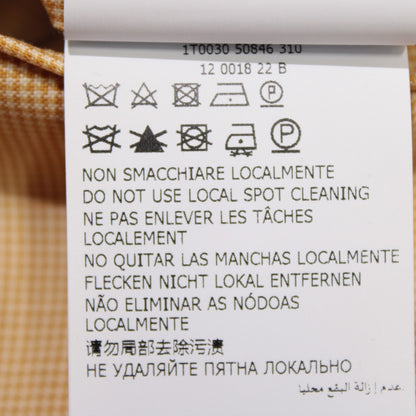 1T0030 50846 310
12 0018 22 B
P
P
NON SMACCHIARE LOCALMENTE
DO NOT USE LOCAL SPOT CLEANING
NE PAS ENLEVER LES TÂCHES
LOCALEMENT
NO QUITAR LAS MANCHAS LOCALMENTE
FLECKEN NICHT LOKAL ENTFERNEN
NÃO ELIMINAR AS NÓDOAS
LOCALMENTE
请勿局部去除污渍
НЕ УДАЛЯЙТЕ ПЯТНА ЛОКАЛЬНО
عدم إزالة البقع محليا.